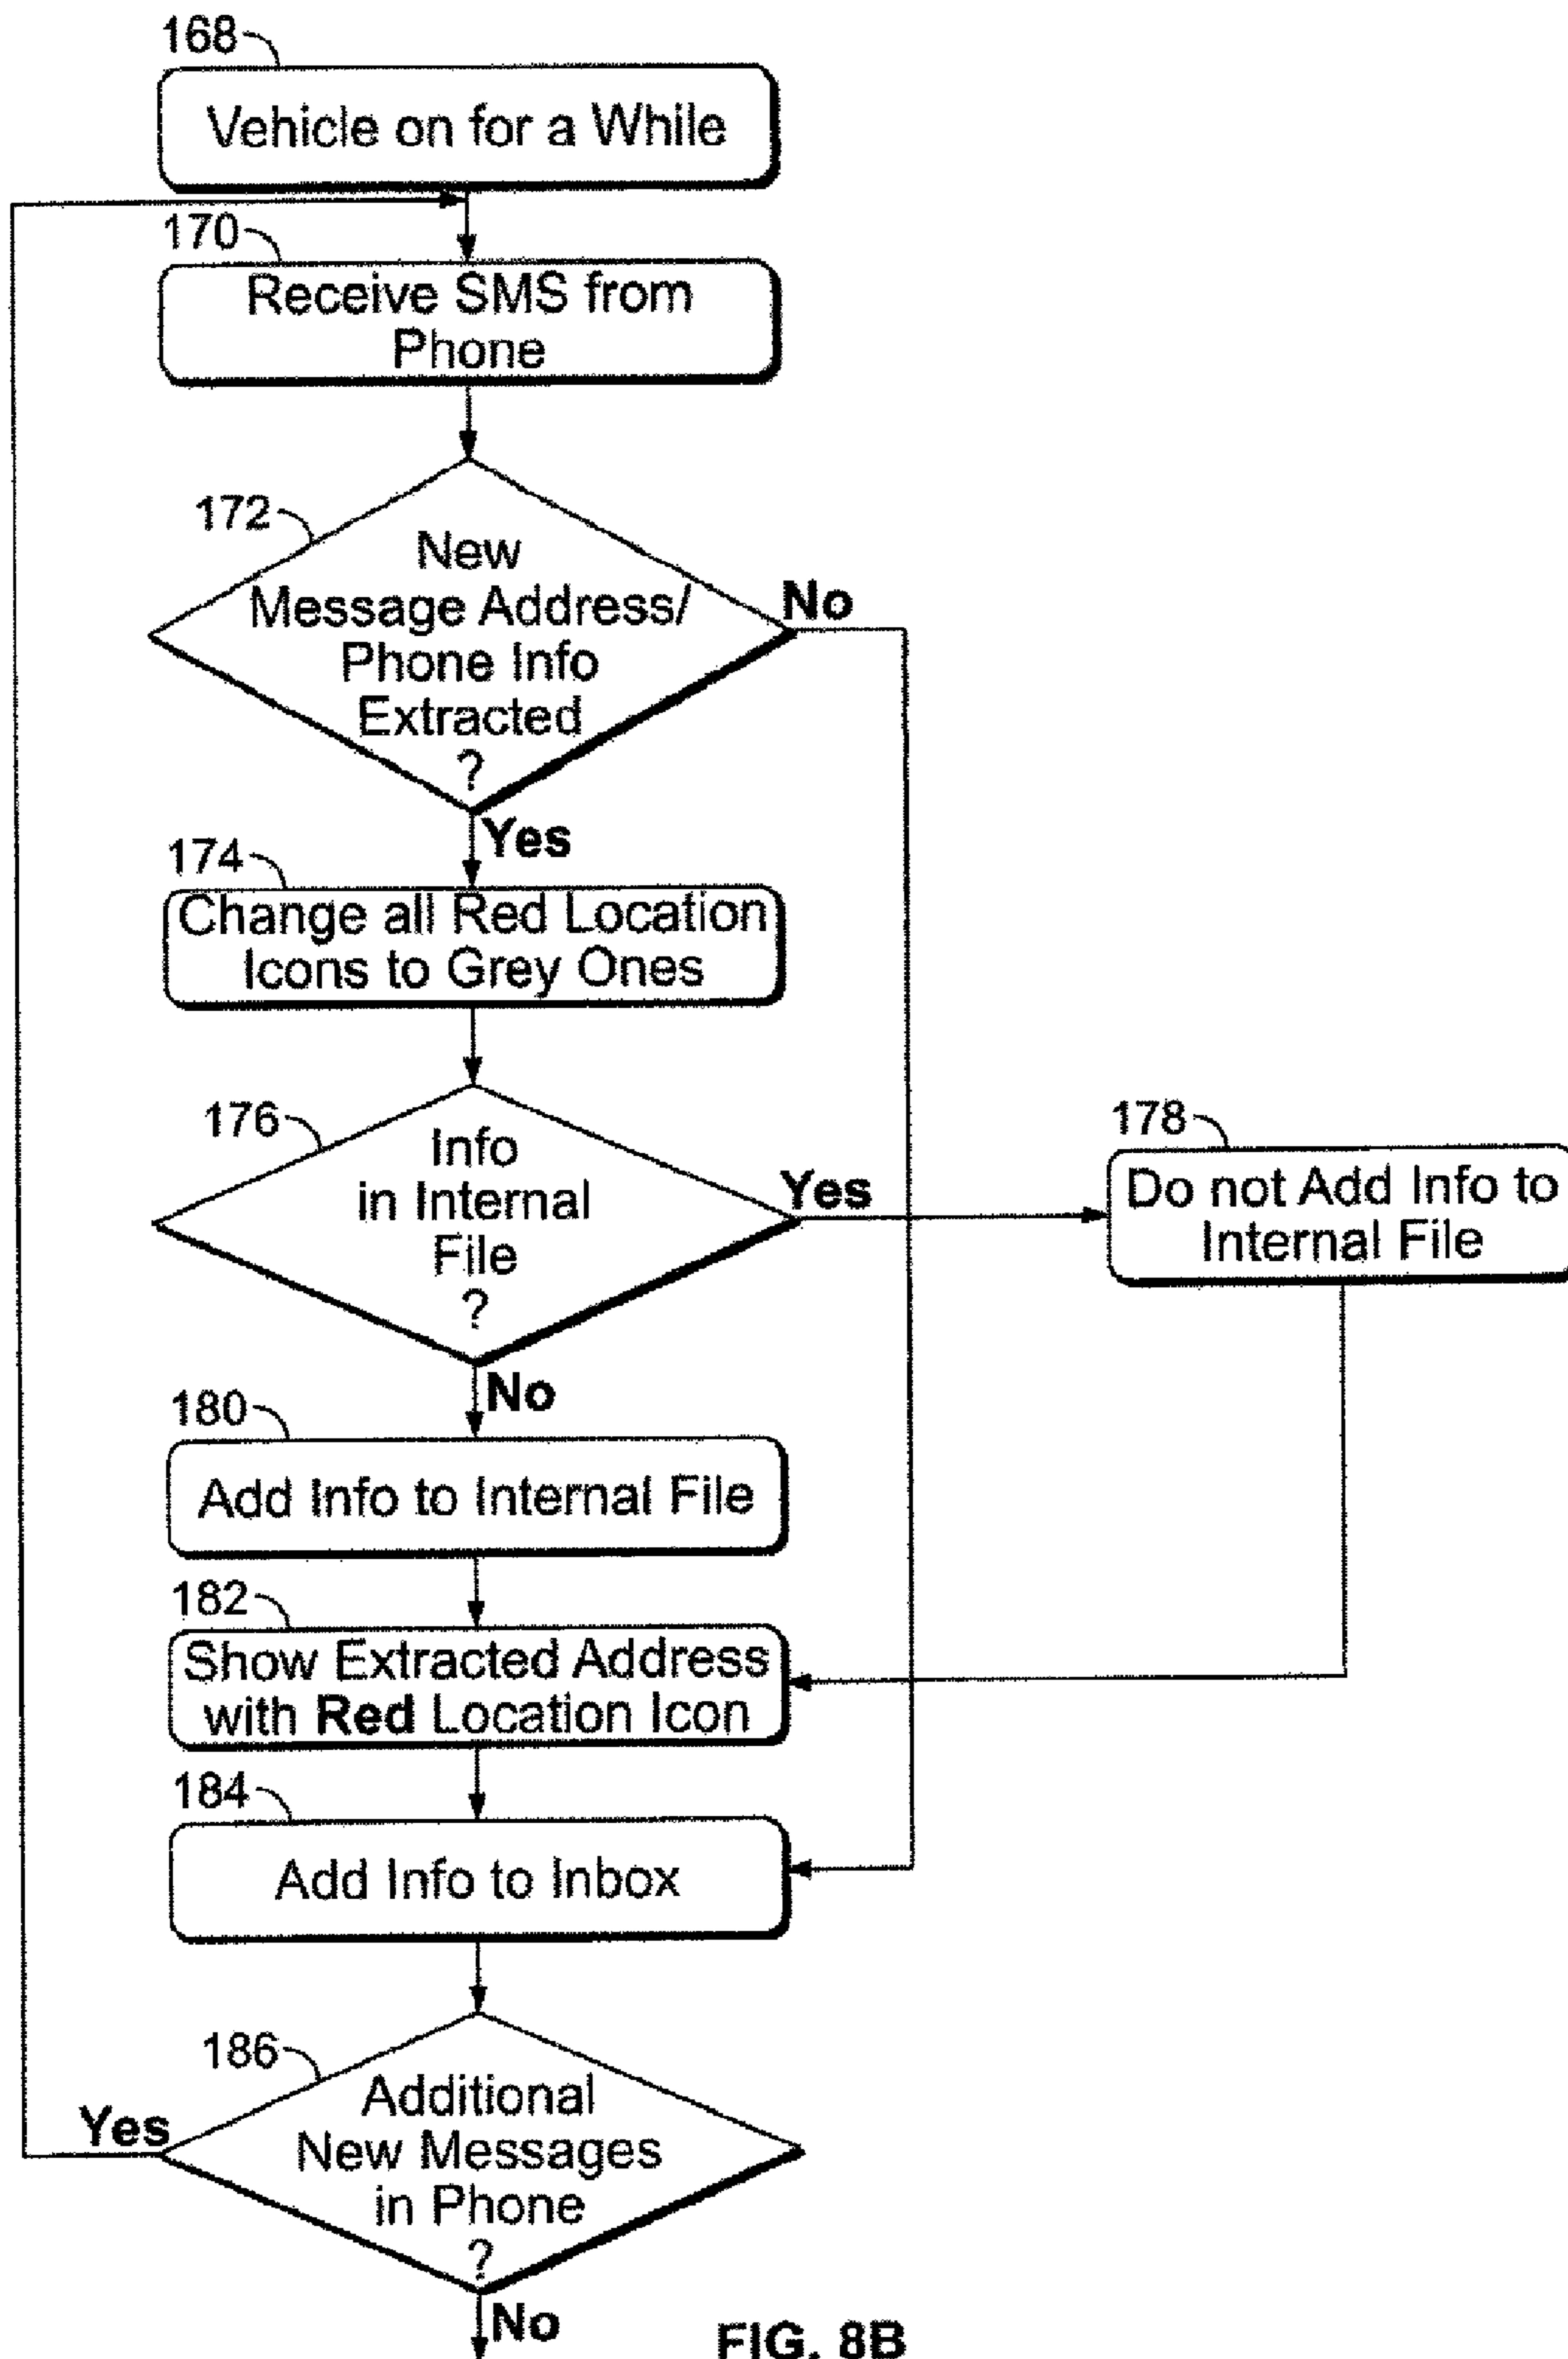 168
Vehicle on for a While
170
Receive SMS from
Phone
172
New
Message Address/
Phone Info
Extracted
?
No
Yes
174
Change all Red Location
Icons to Grey Ones
176
Info
in Internal
File
?
Yes
178
Do not Add Info to
Internal File
No
180
Add Info to Internal File
182
Show Extracted Address
with Red Location Icon
184
Add Info to Inbox
186
Additional
New Messages
in Phone
?
Yes
No
FIG. 8B